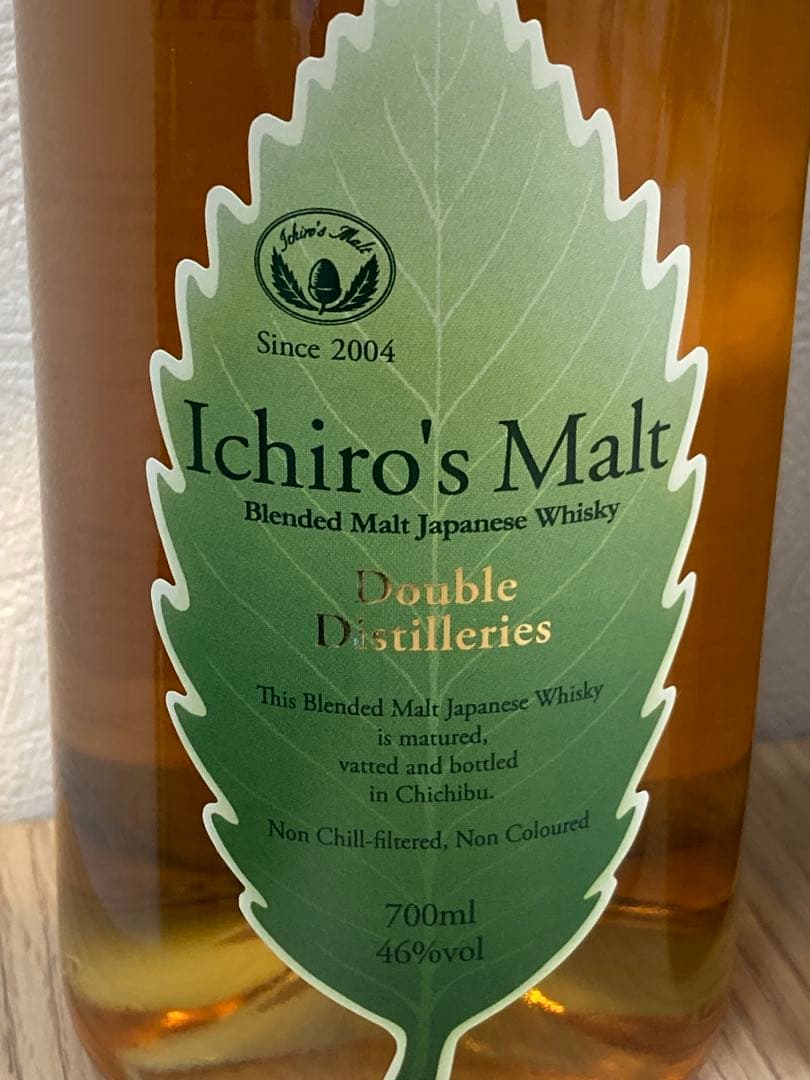 Ichiro's Malt
Since 2004
Ichiro's Malt
Blended Malt Japanese Whisky
Double
Distilleries
This Blended Malt Japanese Whisky
is matured,
vatted and bottled
in Chichibu.
Non Chill-filtered, Non Coloured
700ml
46%vol